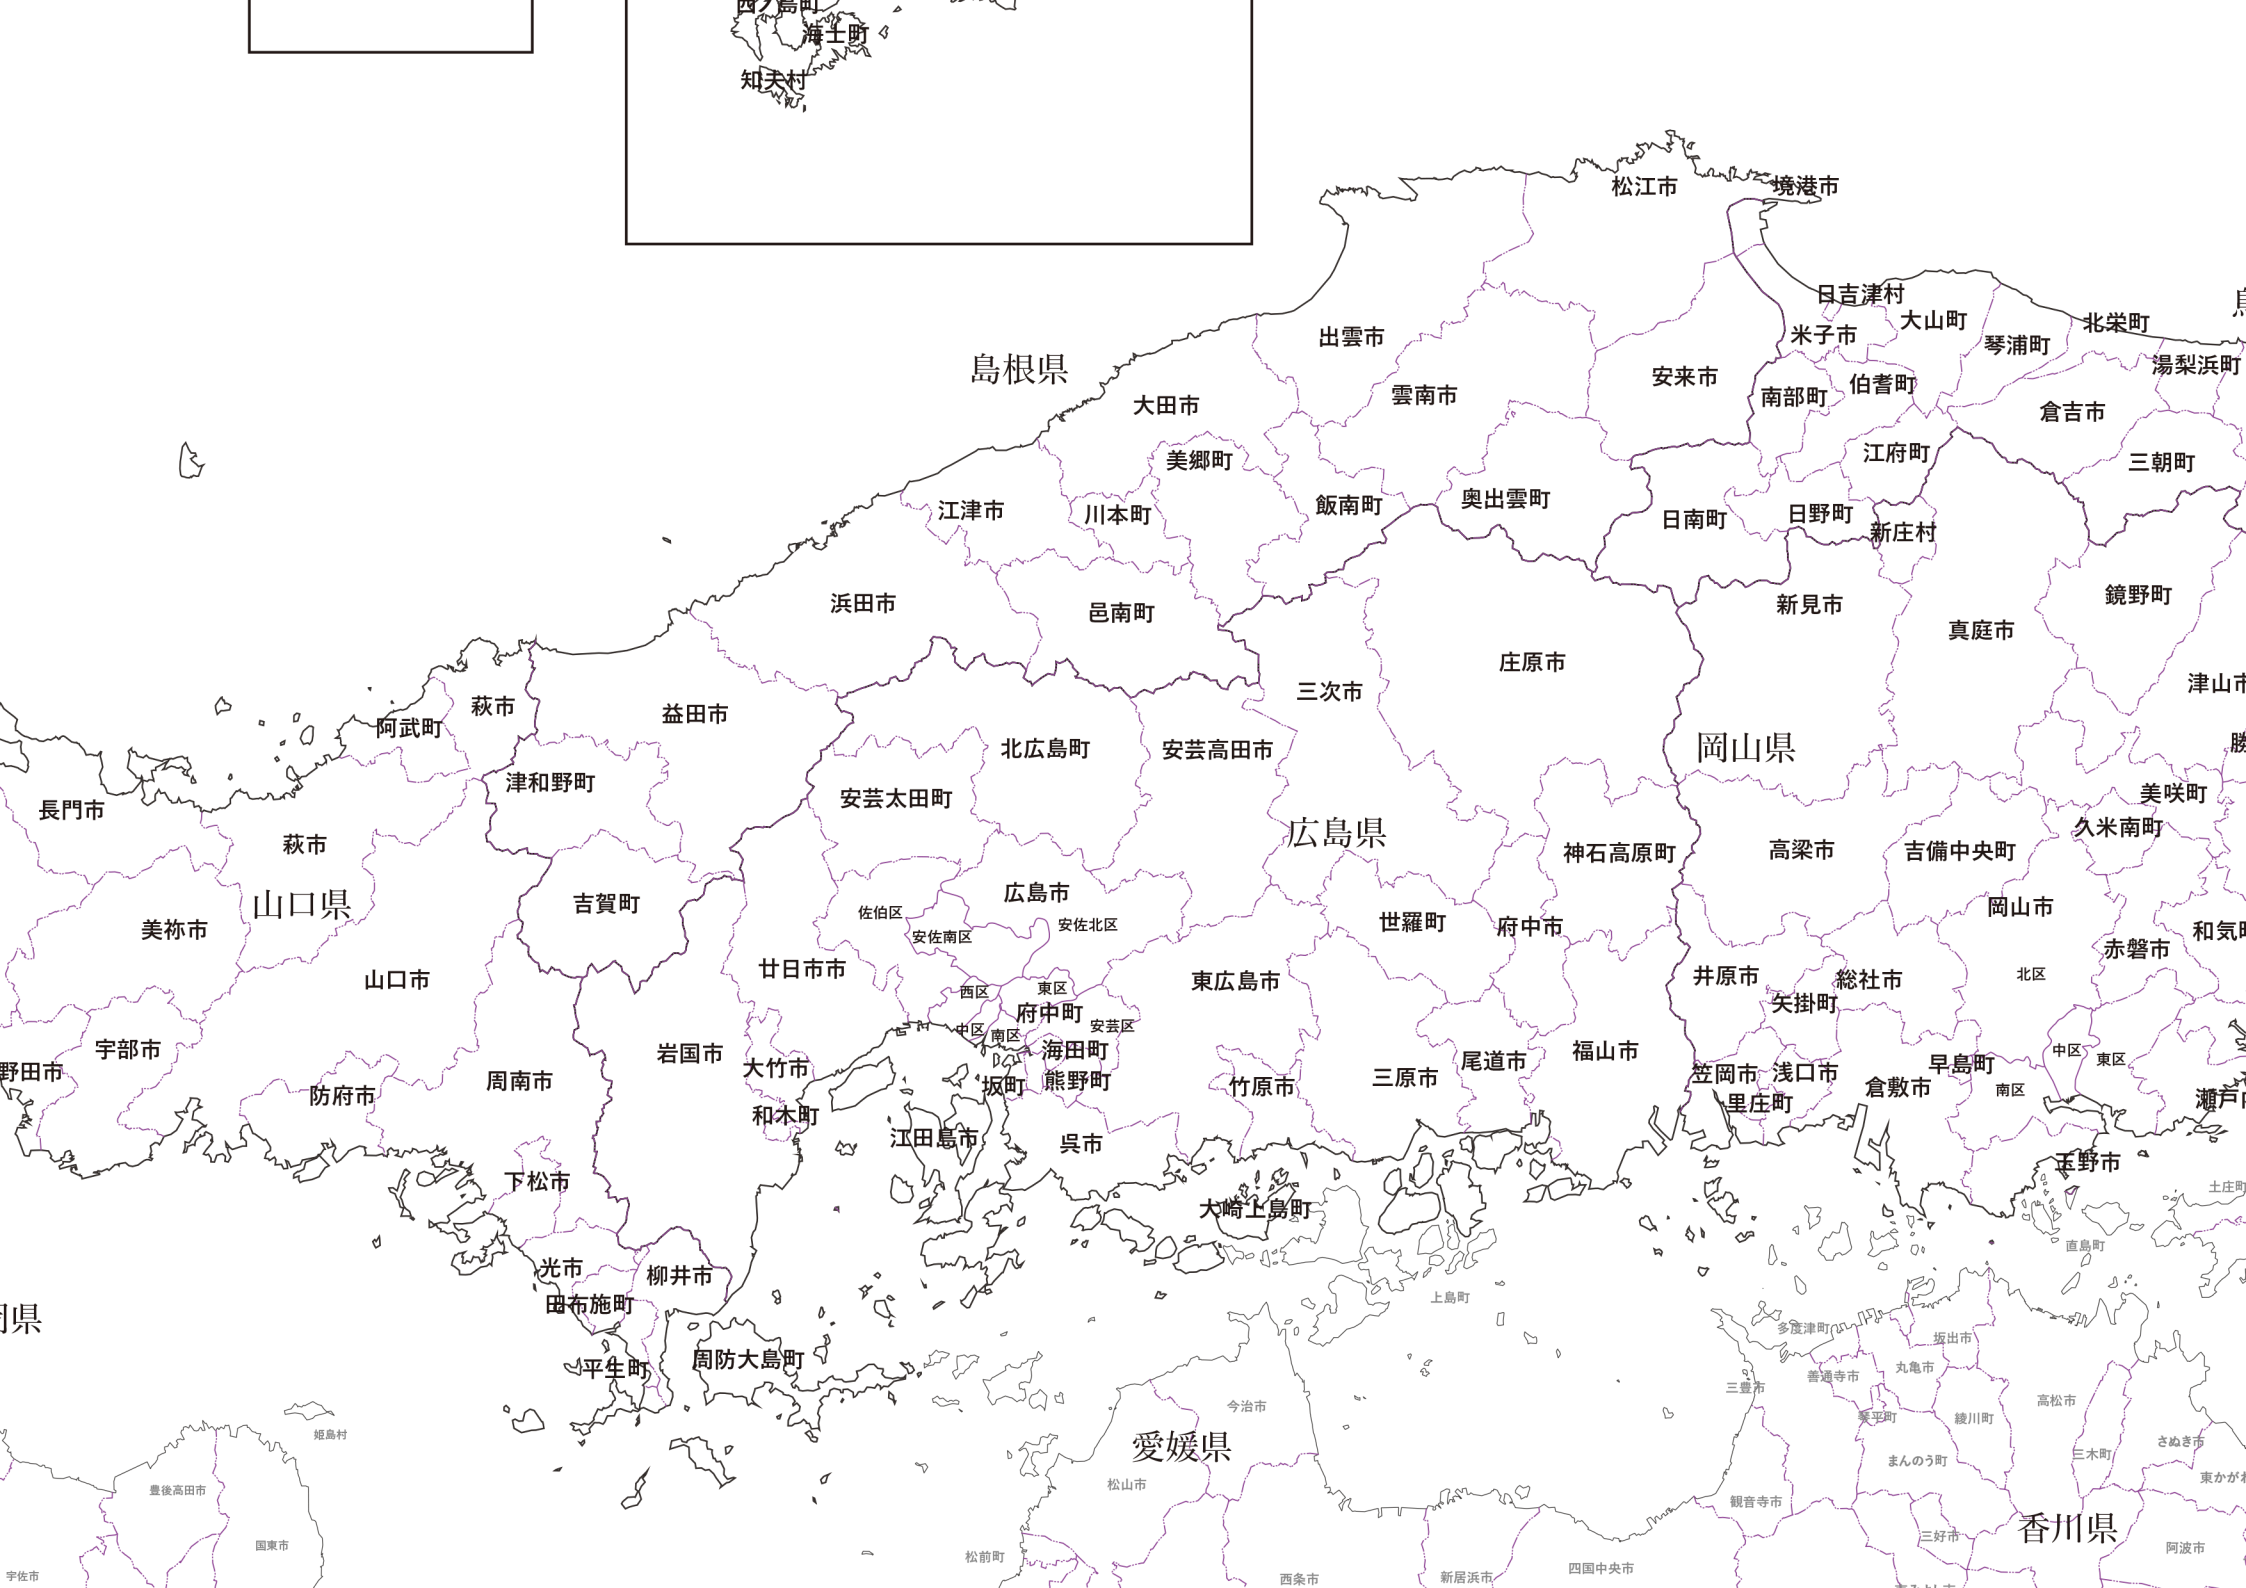 西ノ島町
海士町
知夫村
松江市
境港市
日吉津村
大山町
北栄町
米子市
琴浦町
出雲市
島根県
湯梨浜町
安来市
伯耆町
雲南市
南部町
大田市
倉吉市
江府町
美郷町
三朝町
奥出雲町
飯南町
江津市
川本町
日野町
日南町
新庄村
鏡野町
浜田市
新見市
邑南町
真庭市
庄原市
津山市
三次市
萩市
益田市
阿武町
北広島町
安芸高田市
岡山県
津和野町
美咲町
安芸太田町
長門市
久米南町
広島県
萩市
高梁市
吉備中央町
神石高原町
広島市
吉賀町
山口県
岡山市
佐伯区
世羅町
安佐北区
府中市
美祢市
安佐南区
赤磐市
廿日市市
北区
井原市
山口市
総社市
東広島市
東区
西区
矢掛町
府中町
安芸区
中区
南区
宇部市
海田町
中区
福山市
岩国市
東区
尾道市
早島町
大竹市
浅口市
笠岡市
三原市
周南市
熊野町
坂町
竹原市
倉敷市
南区
防府市
里庄町
和木町
江田島市
呉市
玉野市
下松市
土庄町
大崎上島町
直島町
光市
柳井市
上島町
田布施町
多度津町
坂出市
周防大島町
丸亀市
平生町
善通寺市
三豊市
高松市
今治市
琴平町
綾川町
姫島村
さぬき市
愛媛県
三木町
まんのう町
松山市
豊後高田市
観音寺市
香川県
三好市
国東市
阿波市
松前町
四国中央市
宇佐市
新居浜市
西条市